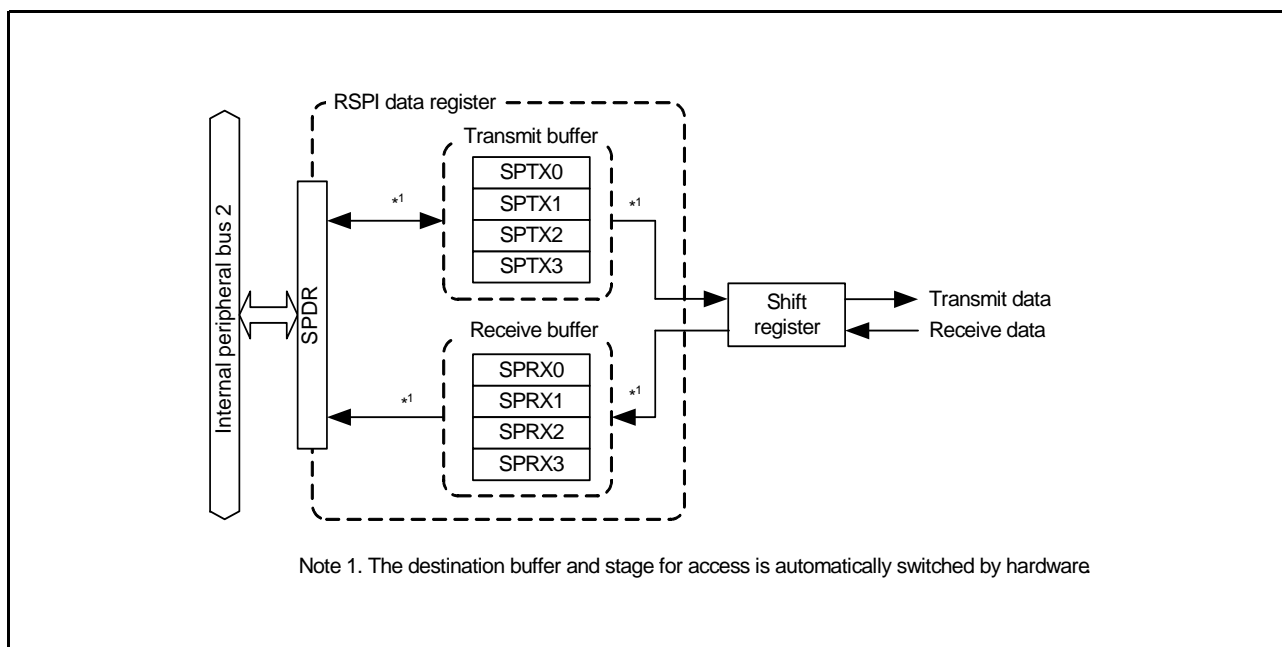 RSPI data register
Transmit buffer
SPTX0
SPTX1
SPTX2
SPTX3
*1
*1
Internal peripheral bus 2
SPDR
Shift
register
Transmit data
Receive data
Receive buffer
SPRX0
SPRX1
SPRX2
SPRX3
*1
*1
Note 1. The destination buffer and stage for access is automatically switched by hardware.